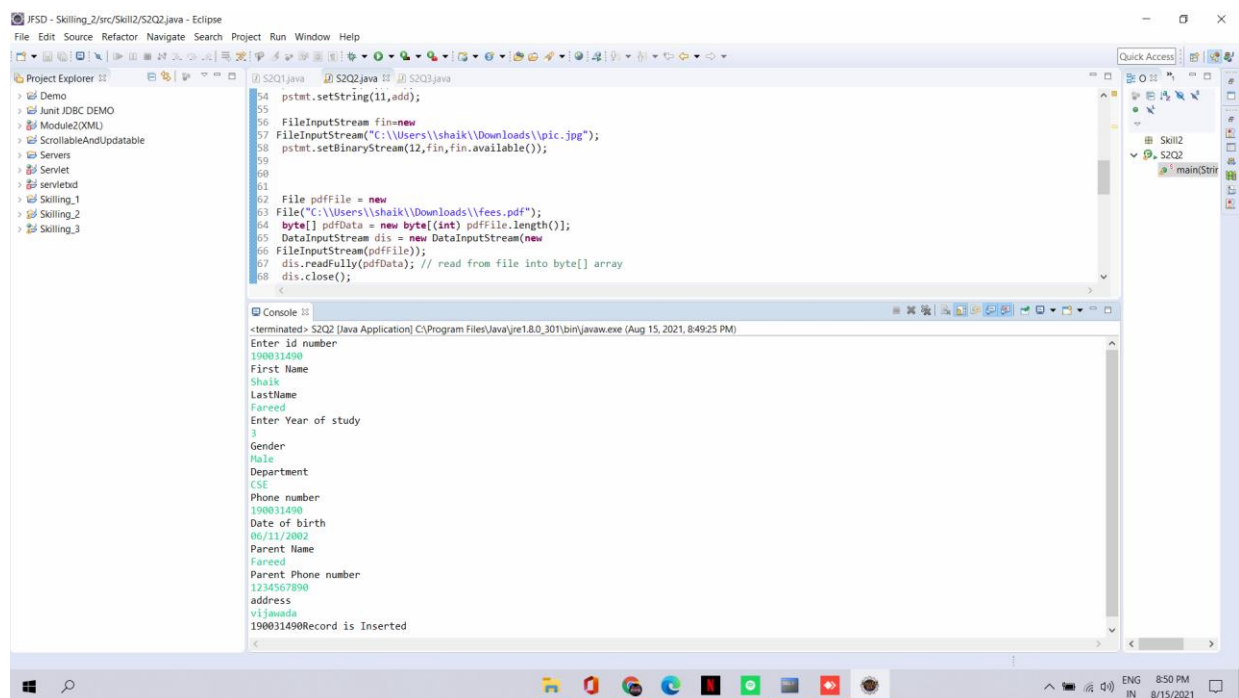 JFSD - Skilling_2/src/Skill2/S2Q2.java - Eclipse
File Edit Source Refactor Navigate Search Project Run Window Help
Quick Access
Project Explorer
S2Q1.java S2Q2.java S2Q3.java
Demo
Junit JDBC DEMO
Module2(XML)
ScrollableAndUpdatable
Servers
Servlet
servletxd
Skilling_1
Skilling_2
Skilling_3
54 pstmt.setString(11,add);
55
56 FileInputStream fin=new
57 FileInputStream("C:\\Users\\shaik\\Downloads\\pic.jpg");
58 pstmt.setBinaryStream(12,fin,fin.available());
59
60
61
62 File pdfFile = new
63 File("C:\\Users\\shaik\\Downloads\\fees.pdf");
64 byte[] pdfData = new byte[(int) pdfFile.length()];
65 DataInputStream dis = new DataInputStream(new
66 FileInputStream(pdfFile));
67 dis.readFully(pdfData); // read from file into byte[] array
68 dis.close();
O
Skill2
S2Q2
main(Strir
Console
<terminated> S2Q2 [Java Application] C:\Program Files\Java\jre1.8.0_301\bin\javaw.exe (Aug 15, 2021, 8:49:25 PM)
Enter id number
190031490
First Name
Shaik
LastName
Fareed
Enter Year of study
3
Gender
Male
Department
CSE
Phone number
190031490
Date of birth
06/11/2002
Parent Name
Fareed
Parent Phone number
1234567890
address
vijawada
190031490Record is Inserted
ENG 8:50 PM
IN 8/15/2021